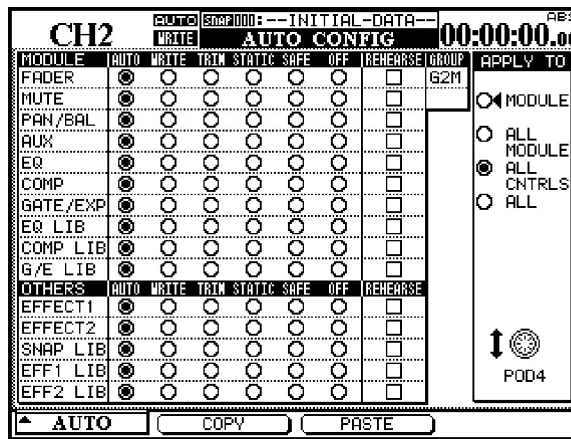 CH2
AUTO SNAP000:--INITIAL-DATA--
WRITE AUTO CONFIG
ABS
00:00:00.00
MODULE AUTO WRITE TRIM STATIC SAFE OFF REHEARSE GROUP
FADER G2M
MUTE
PAN/BAL
AUX
EQ
COMP
GATE/EXP
EQ LIB
COMP LIB
G/E LIB
OTHERS AUTO WRITE TRIM STATIC SAFE OFF REHEARSE
EFFECT1
EFFECT2
SNAP LIB
EFF1 LIB
EFF2 LIB
APPLY TO
MODULE
ALL
MODULE
ALL
CNTRLS
ALL
POD4
AUTO COPY PASTE